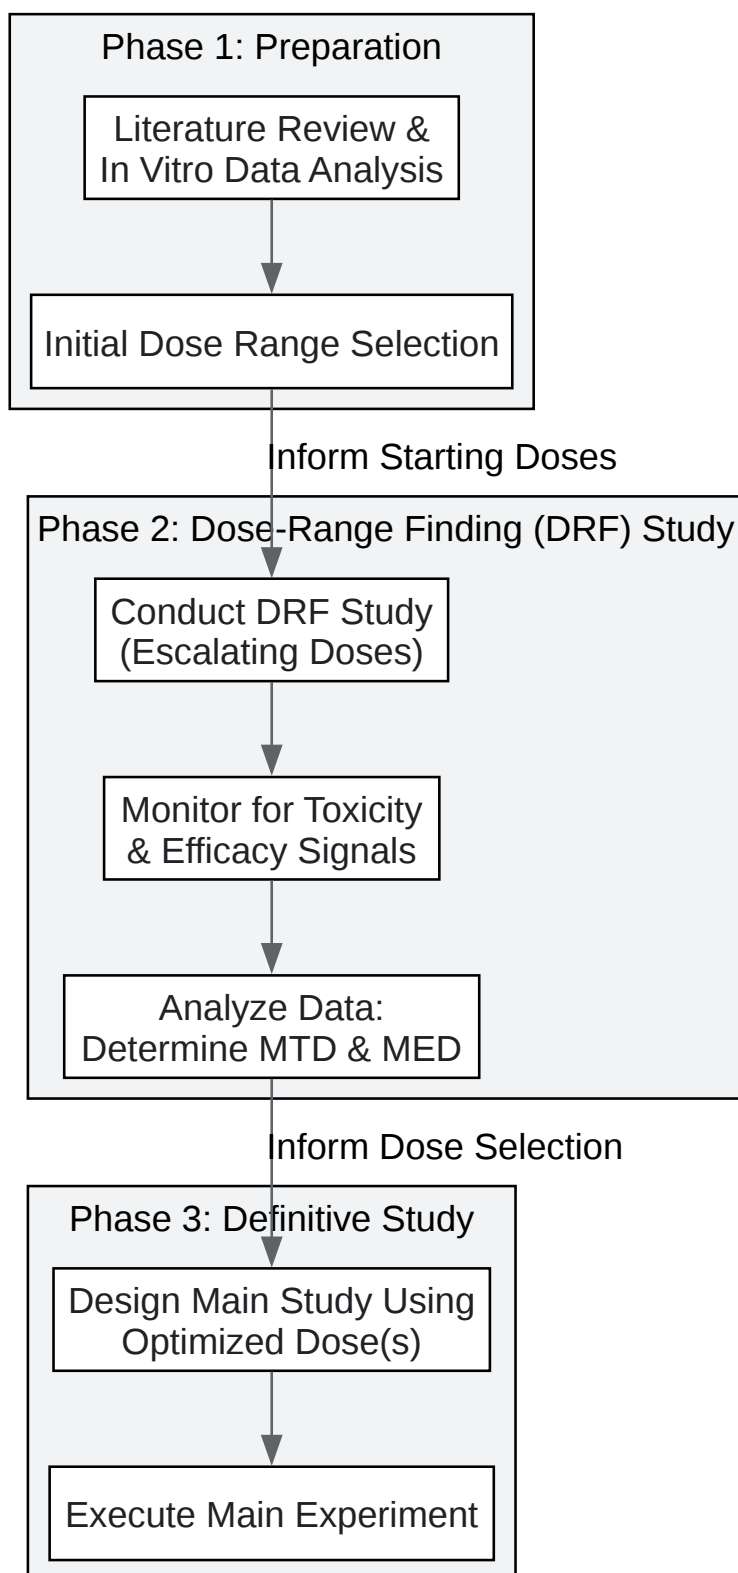 Phase 1: Preparation
Literature Review &
In Vitro Data Analysis
Initial Dose Range Selection
Inform Starting Doses
Phase 2: Dose-Range Finding (DRF) Study
Conduct DRF Study
(Escalating Doses)
Monitor for Toxicity
& Efficacy Signals
Analyze Data:
Determine MTD & MED
Inform Dose Selection
Phase 3: Definitive Study
Design Main Study Using
Optimized Dose(s)
Execute Main Experiment